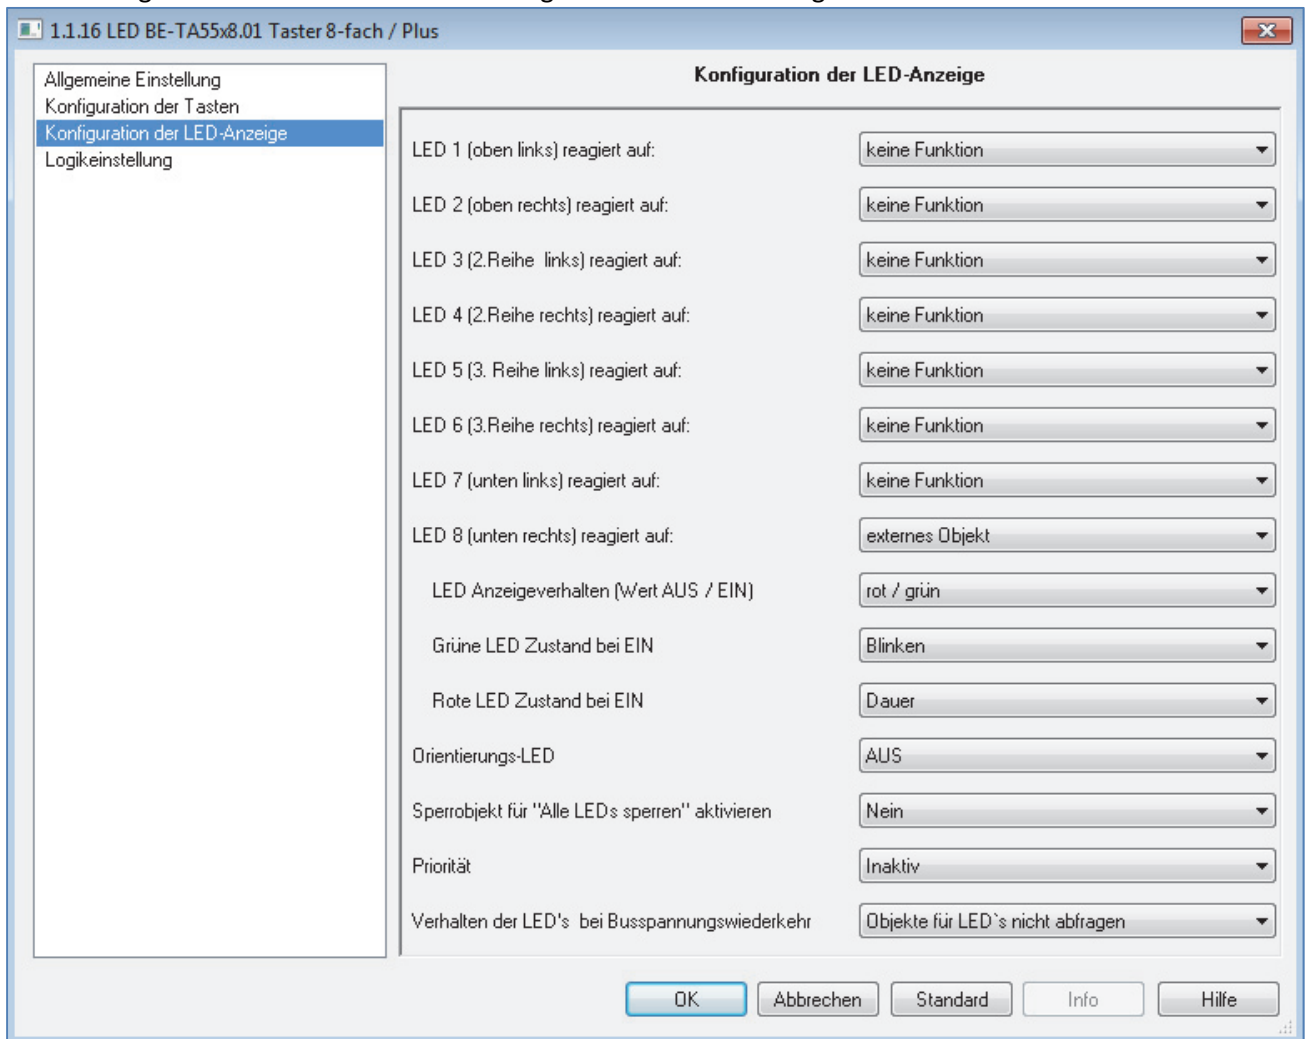 1.1.16 LED BE-TA55x8.01 Taster 8-fach / Plus
Allgemeine Einstellung
Konfiguration der Tasten
Konfiguration der LED-Anzeige
Logikeinstellung
Konfiguration der LED-Anzeige
LED 1 (oben links) reagiert auf: keine Funktion
LED 2 (oben rechts) reagiert auf: keine Funktion
LED 3 (2.Reihe  links) reagiert auf: keine Funktion
LED 4 (2.Reihe rechts) reagiert auf: keine Funktion
LED 5 (3. Reihe links) reagiert auf: keine Funktion
LED 6 (3.Reihe rechts) reagiert auf: keine Funktion
LED 7 (unten links) reagiert auf: keine Funktion
LED 8 (unten rechts) reagiert auf: externes Objekt
LED Anzeigeverhalten (Wert AUS / EIN) rot / grün
Grüne LED Zustand bei EIN Blinken
Rote LED Zustand bei EIN Dauer
Orientierungs-LED AUS
Sperrobjekt für "Alle LEDs sperren" aktivieren Nein
Priorität Inaktiv
Verhalten der LED's  bei Busspannungswiederkehr Objekte für LED`s nicht abfragen
OK Abbrechen Standard Info Hilfe